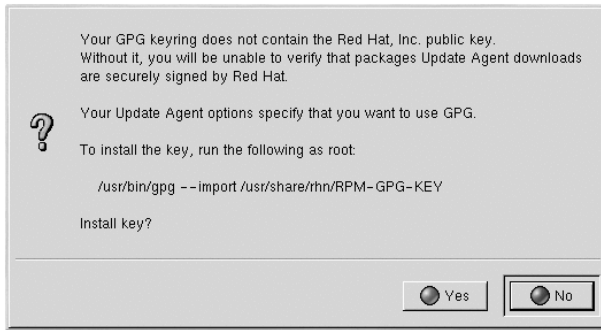 Your GPG keyring does not contain the Red Hat, Inc. public key.
Without it, you will be unable to verify that packages Update Agent downloads
are securely signed by Red Hat.
Your Update Agent options specify that you want to use GPG.
To install the key, run the following as root:
/usr/bin/gpg --import /usr/share/rhn/RPM-GPG-KEY
Install key?
Yes
No